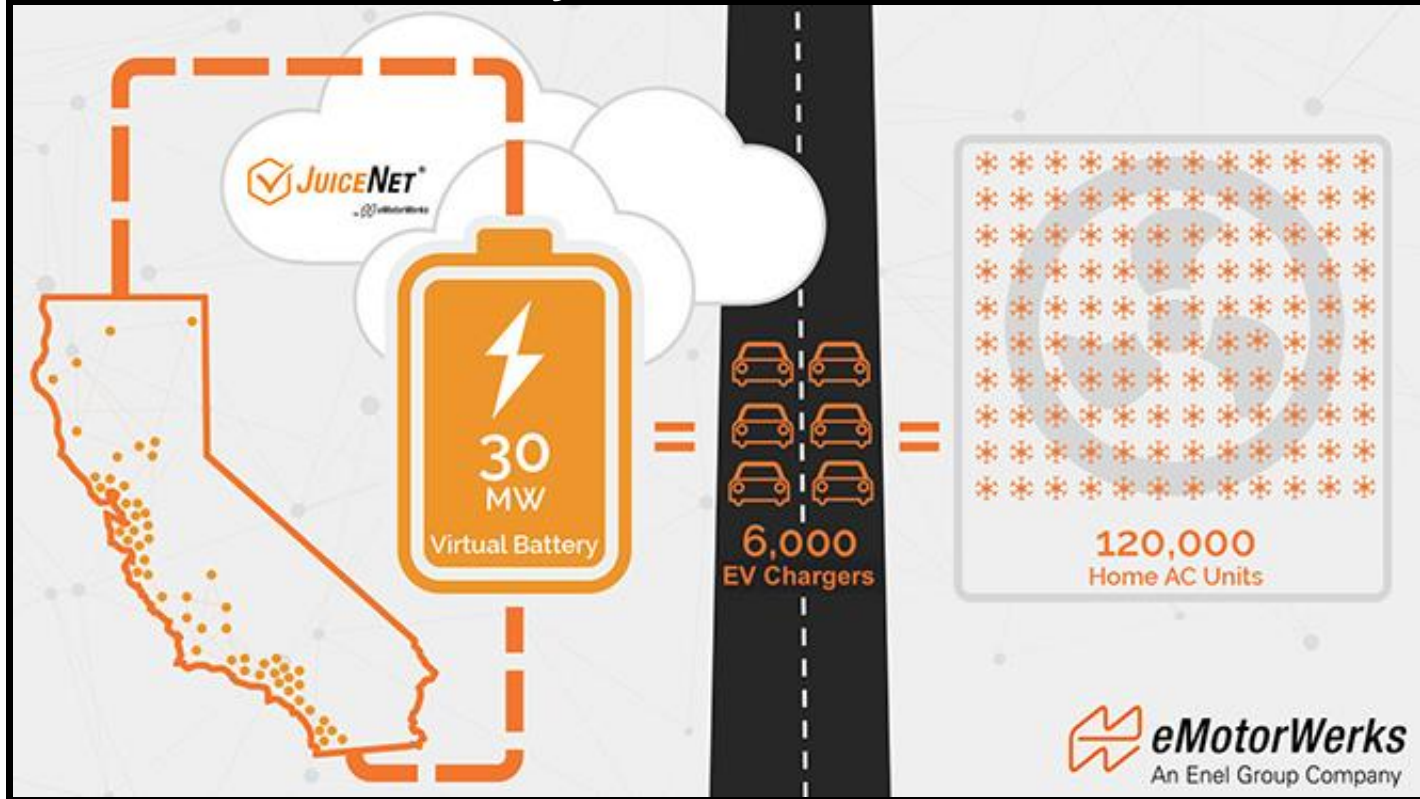 JUICENET®
by eMotorWerks
30
MW
Virtual Battery
6,000
EV Chargers
120,000
Home AC Units
eMotorWerks
An Enel Group Company